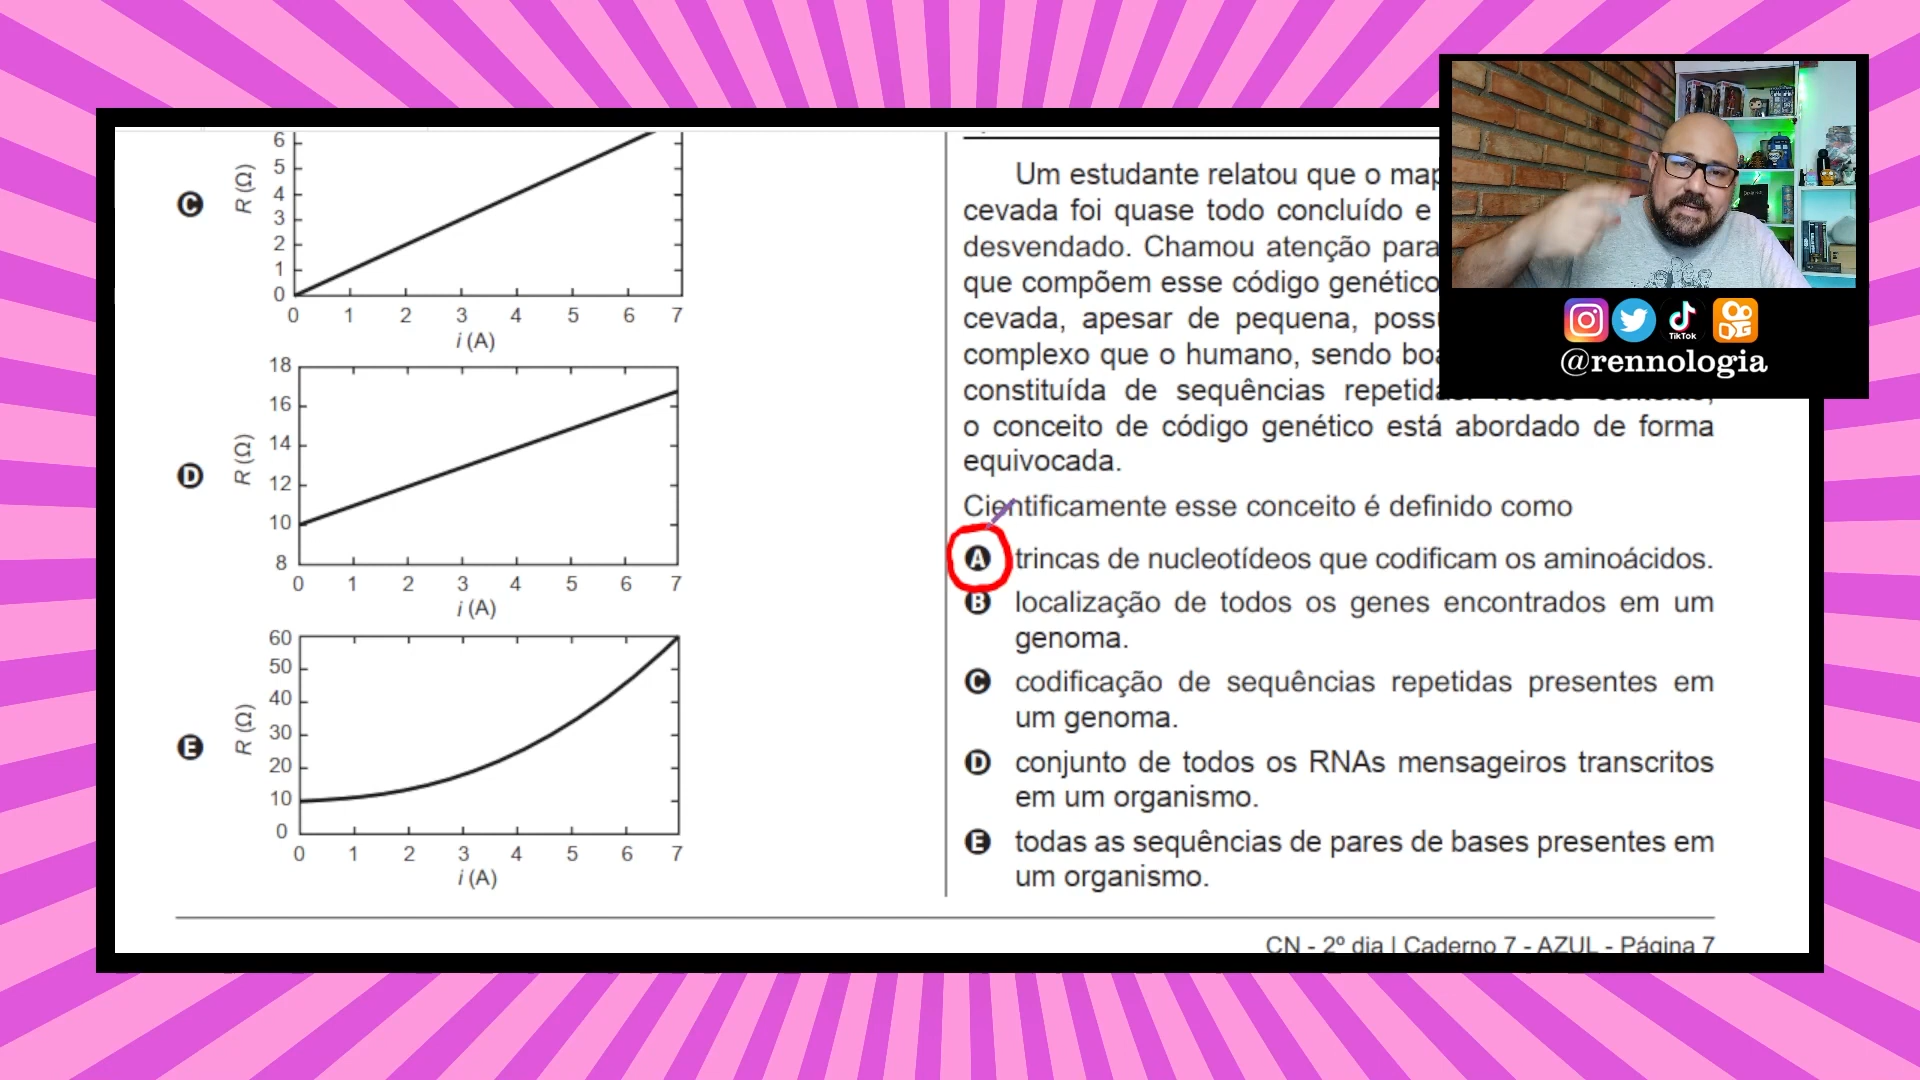 C
R (Ω)
6
5
4
3
2
1
0
0 1 2 3 4 5 6 7
i (A)
D
R (Ω)
18
16
14
12
10
8
0 1 2 3 4 5 6 7
i (A)
E
R (Ω)
60
50
40
30
20
10
0
0 1 2 3 4 5 6 7
i (A)
Um estudante relatou que o map
cevada foi quase todo concluído e
desvendado. Chamou atenção para
que compõem esse código genético
cevada, apesar de pequena, poss
complexo que o humano, sendo boa
constituída de sequências repetidas.
o conceito de código genético está abordado de forma
equivocada.
Cientificamente esse conceito é definido como
A trincas de nucleotídeos que codificam os aminoácidos.
B localização de todos os genes encontrados em um
genoma.
C codificação de sequências repetidas presentes em
um genoma.
D conjunto de todos os RNAs mensageiros transcritos
em um organismo.
E todas as sequências de pares de bases presentes em
um organismo.
CN - 2º dia | Caderno 7 - AZUL - Página 7
TikTok
@rennologia